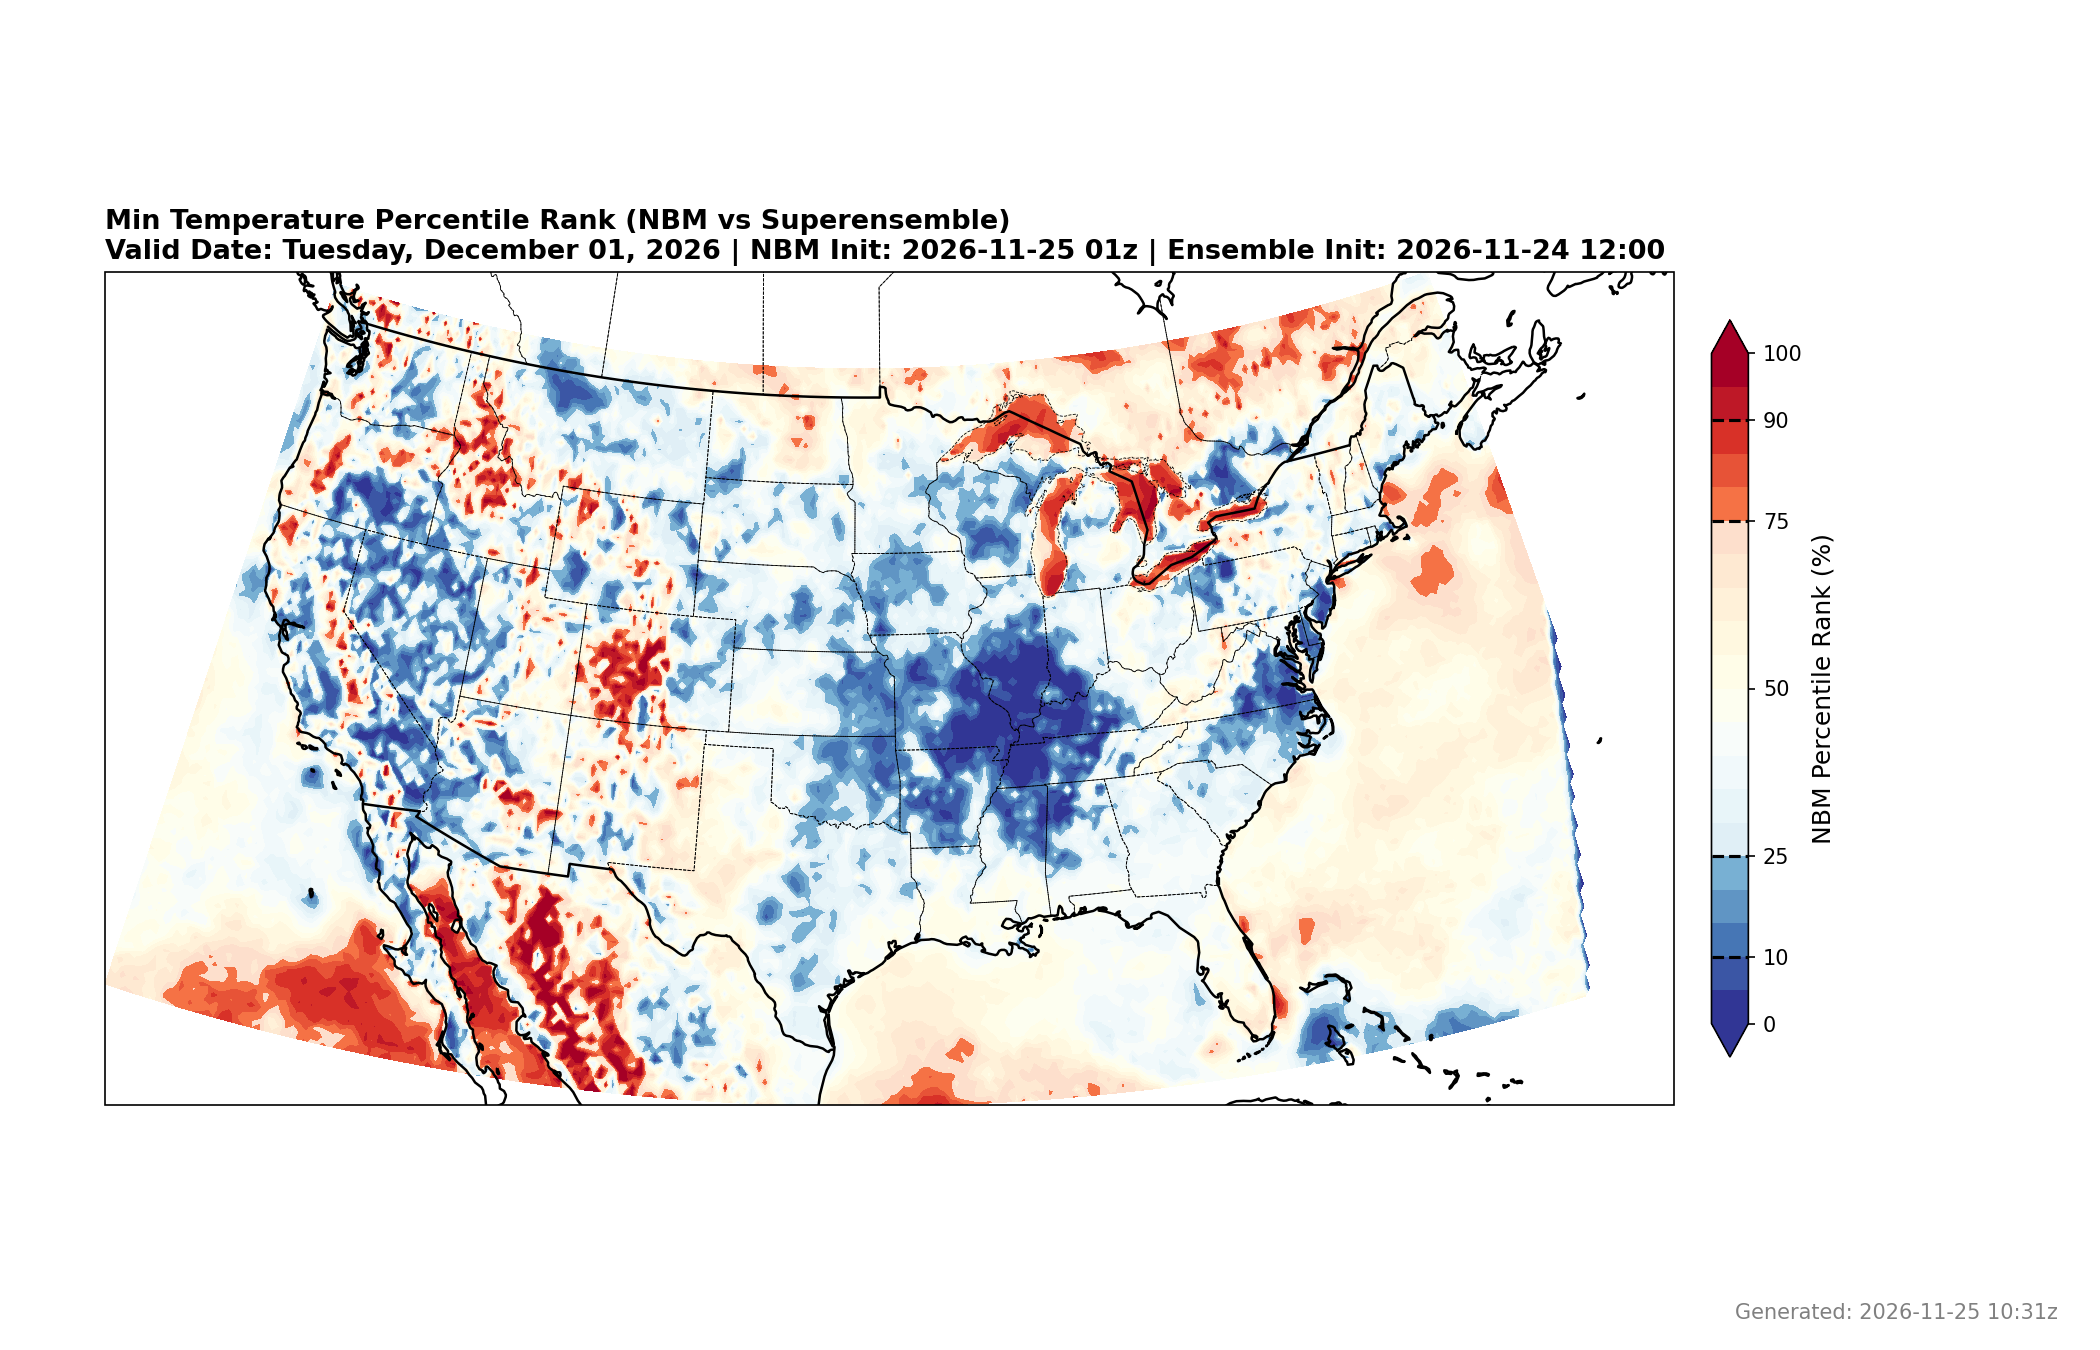 Min Temperature Percentile Rank (NBM vs Superensemble)
Valid Date: Tuesday, December 01, 2026 | NBM Init: 2026-11-25 01z | Ensemble Init: 2026-11-24 12:00
100
90
75
50
25
10
0
NBM Percentile Rank (%)
Generated: 2026-11-25 10:31z